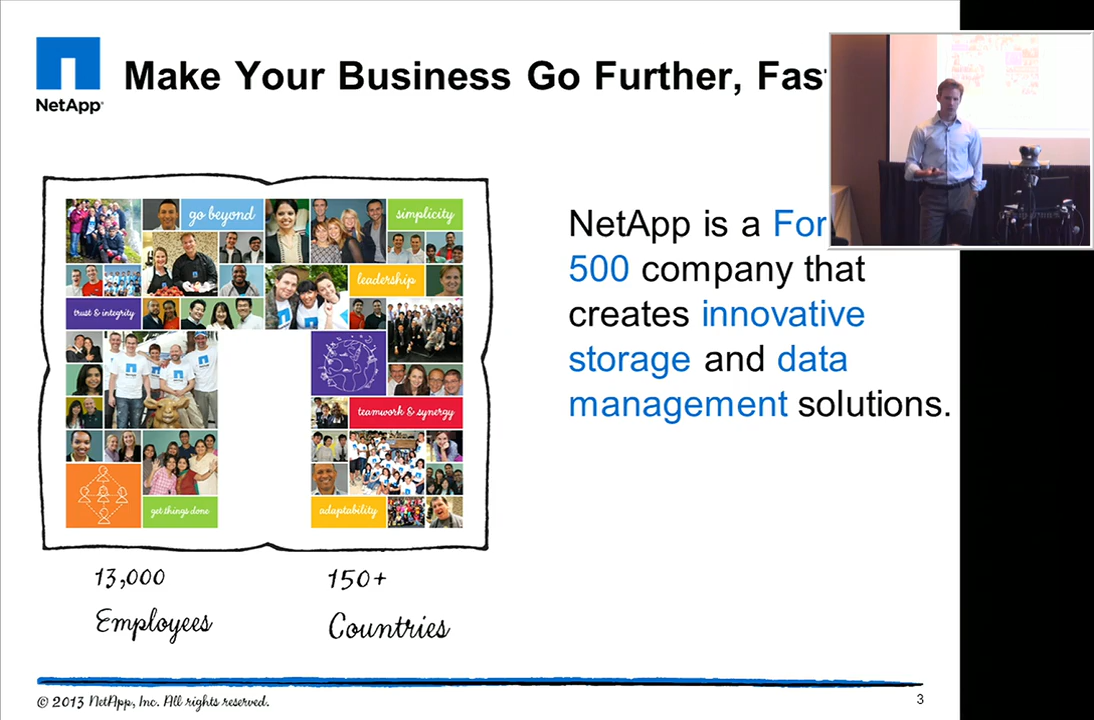 NetApp
Make Your Business Go Further, Fas
go beyond
simplicity
leadership
trust & integrity
teamwork & synergy
get things done
adaptability
NetApp is a For
500 company that
creates innovative
storage and data
management solutions.
13,000
Employees
150+
Countries
© 2013 NetApp, Inc. All rights reserved.
3